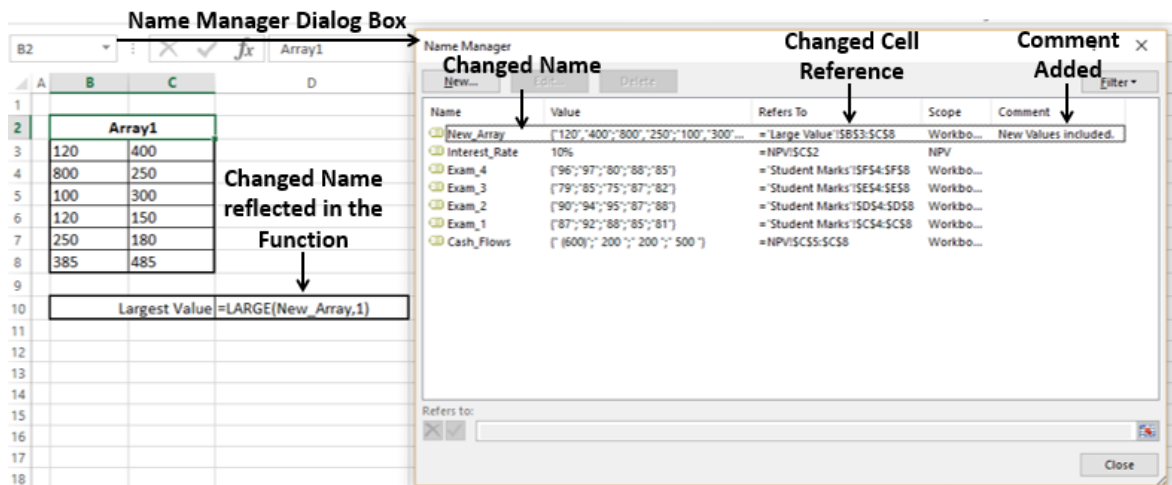 Name Manager Dialog Box
B2
fx
Array1
A B C D
1
2 Array1
3 120 400
4 800 250
5 100 300
6 120 150
7 250 180
8 385 485
9
10 Largest Value =LARGE(New_Array,1)
11
12
13
14
15
16
17
18
Changed Name
reflected in the
Function
Name Manager
Changed Name
Changed Cell
Reference
Comment
Added
New... Edit... Delete Filter
Name Value Refers To Scope Comment
New_Array {"120","400";"800","250";"100","300"... ='Large Value'!$B$3:$C$8 Workbo... New Values included.
Interest_Rate 10% =NPV!$C$2 NPV
Exam_4 {"96";"97";"80";"88";"85"} ='Student Marks'!$F$4:$F$8 Workbo...
Exam_3 {"79";"85";"75";"87";"82"} ='Student Marks'!$E$4:$E$8 Workbo...
Exam_2 {"90";"94";"95";"87";"88"} ='Student Marks'!$D$4:$D$8 Workbo...
Exam_1 {"87";"92";"88";"85";"81"} ='Student Marks'!$C$4:$C$8 Workbo...
Cash_Flows {" (600)";" 200 ";" 200 ";" 500 "} =NPV!$C$5:$C$8 Workbo...
Refers to:
Close